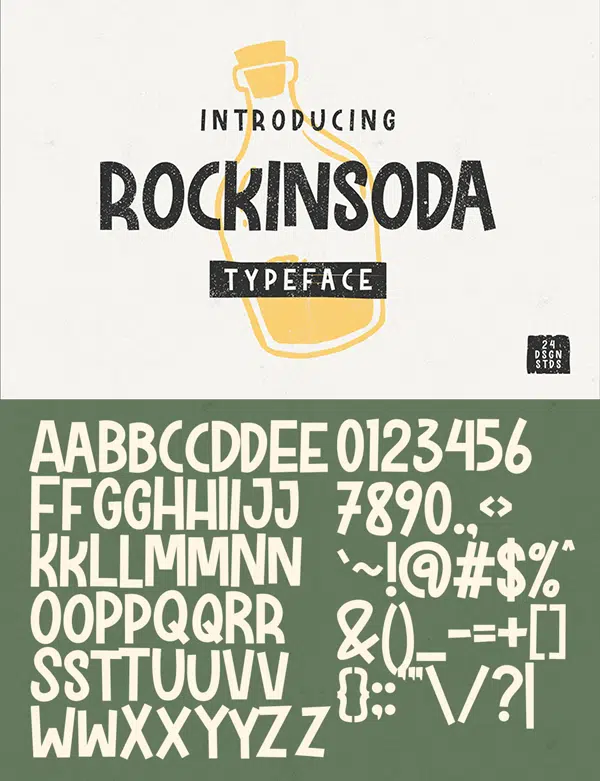 INTRODUCING
ROCKINSODA
TYPEFACE
24
DSGN
STDS
AABBCCDDEE
FFGGHHIIJJ
KKLLMMNN
OOPPQQRR
SSTTUUVV
WWXXYYZZ
0123456
7890.,<>
`~!@#$%^
&()_-=+[]
{};:'"\/?|